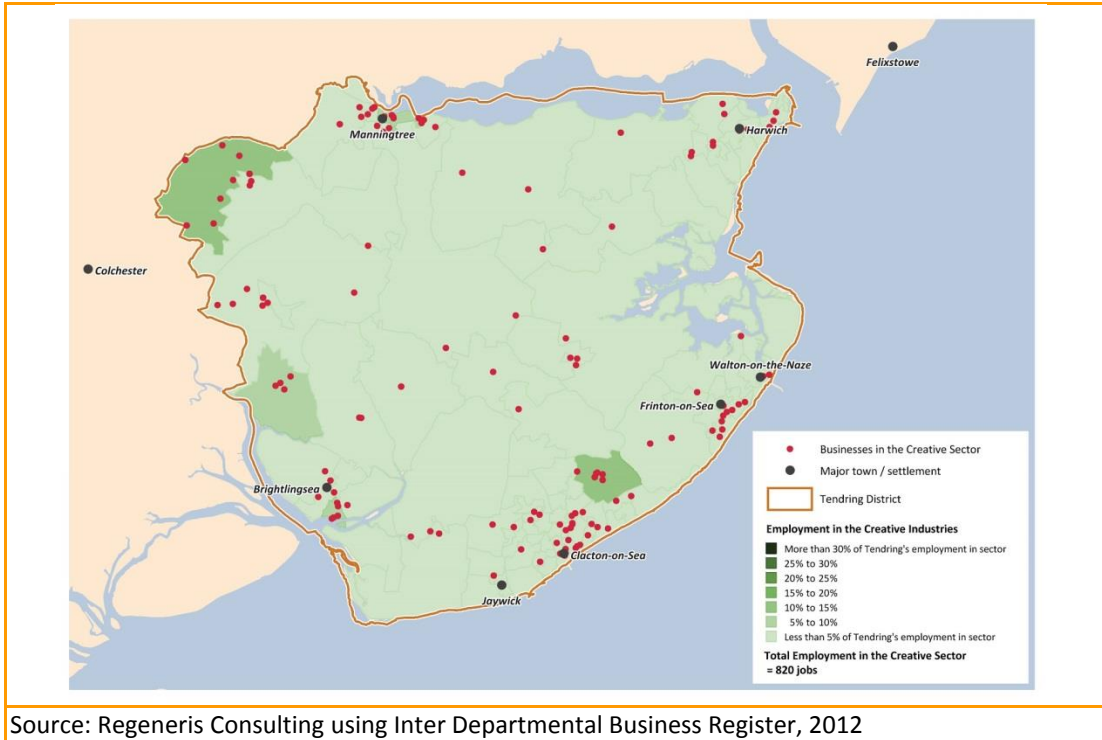 Felixstowe
Manningtree
Harwich
Colchester
Walton-on-the-Naze
Frinton-on-Sea
Brightlingsea
Clacton-on-Sea
Jaywick
Businesses in the Creative Sector
Major town / settlement
Tendring District
Employment in the Creative Industries
More than 30% of Tendring's employment in sector
25% to 30%
20% to 25%
15% to 20%
10% to 15%
5% to 10%
Less than 5% of Tendring's employment in sector
Total Employment in the Creative Sector
= 820 jobs
Source: Regeneris Consulting using Inter Departmental Business Register, 2012